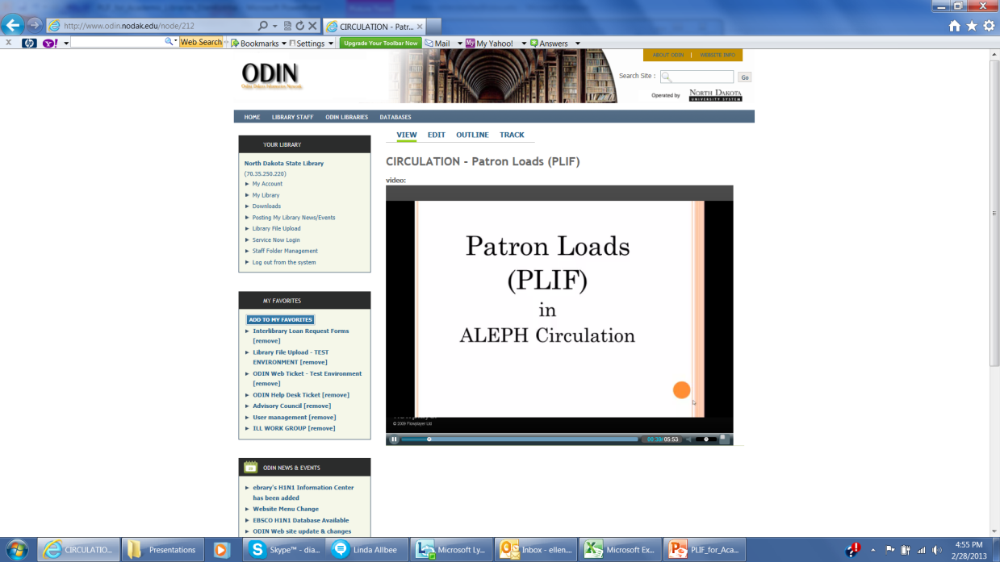 http://www.odin.nodak.edu/node/212
CIRCULATION - Patr...
Web Search
Bookmarks
Settings
Upgrade Your Toolbar Now
Mail
My Yahoo!
Answers
ODIN
ABOUT ODIN | WEBSITE INFO
Search Site :
Go
Operated by
NORTH DAKOTA
UNIVERSITY SYSTEM
HOME LIBRARY STAFF ODIN LIBRARIES DATABASES
VIEW EDIT OUTLINE TRACK
YOUR LIBRARY
North Dakota State Library
(70.35.250.220)
My Account
My Library
Downloads
Posting My Library News/Events
Library File Upload
Service Now Login
Staff Folder Management
Log out from the system
MY FAVORITES
ADD TO MY FAVORITES
Interlibrary Loan Request Forms
[remove]
Library File Upload - TEST
ENVIRONMENT [remove]
ODIN Web Ticket - Test Environment
[remove]
ODIN Help Desk Ticket [remove]
Advisory Council [remove]
User management [remove]
ILL WORK GROUP [remove]
ODIN NEWS & EVENTS
ebrary's H1N1 Information Center
has been added
Website Menu Change
EBSCO H1N1 Database Available
ODIN Web site update & changes
CIRCULATION - Patron Loads (PLIF)
video:
Patron Loads
(PLIF)
in
ALEPH Circulation
© 2009 Flowplayer Ltd
00:39/05:53
CIRCULATIO...
Presentations
Skype™ - dia...
Linda Allbee
Microsoft Ly...
Inbox - ellen....
Microsoft Ex...
PLIF_for_Aca...
4:55 PM
2/28/2013